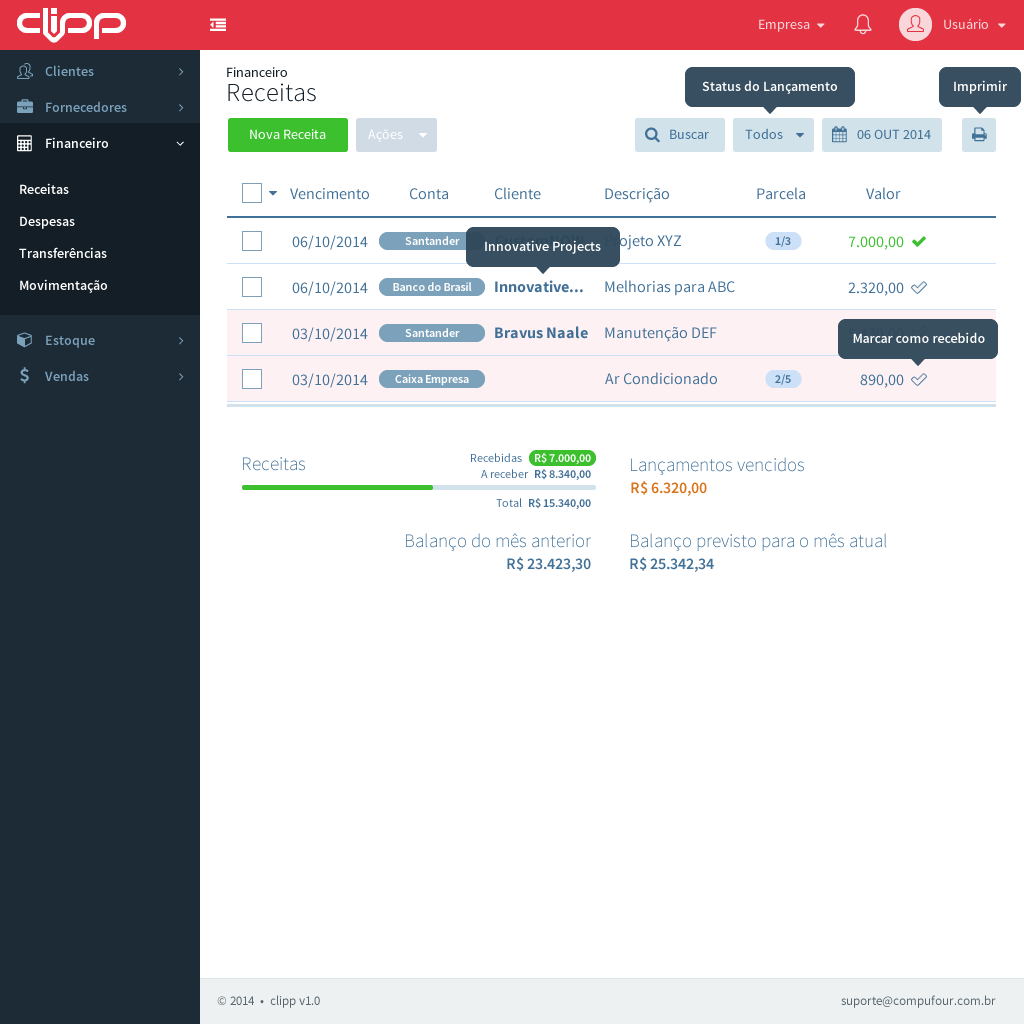 clipp
Empresa
Usuário
Clientes
Fornecedores
Financeiro
Receitas
Despesas
Transferências
Movimentação
Estoque
Vendas
Financeiro
Receitas
Status do Lançamento
Imprimir
Nova Receita
Ações
Buscar
Todos
06 OUT 2014
Vencimento Conta Cliente Descrição Parcela Valor
06/10/2014 Santander XYZ 1/3 7.000,00
Innovative Projects
06/10/2014 Banco do Brasil Innovative... Melhorias para ABC 2.320,00
03/10/2014 Santander Bravus Naale Manutenção DEF
Marcar como recebido
03/10/2014 Caixa Empresa Ar Condicionado 2/5 890,00
Receitas
Recebidas R$ 7.000,00
A receber R$ 8.340,00
Total R$ 15.340,00
Lançamentos vencidos
R$ 6.320,00
Balanço do mês anterior
R$ 23.423,30
Balanço previsto para o mês atual
R$ 25.342,34
© 2014 • clipp v1.0
suporte@compufour.com.br